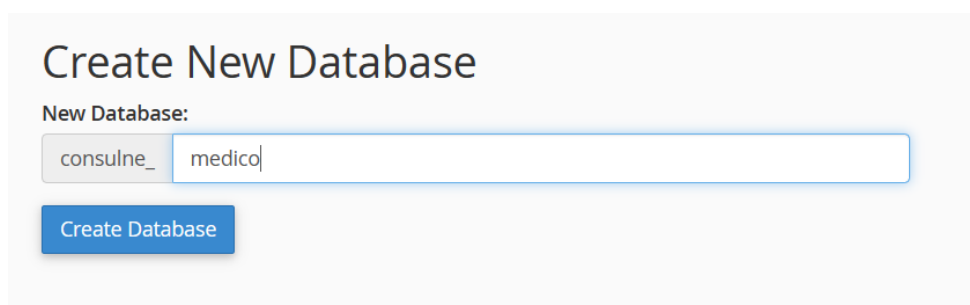 Create New Database
New Database:
consulne_ medico
Create Database